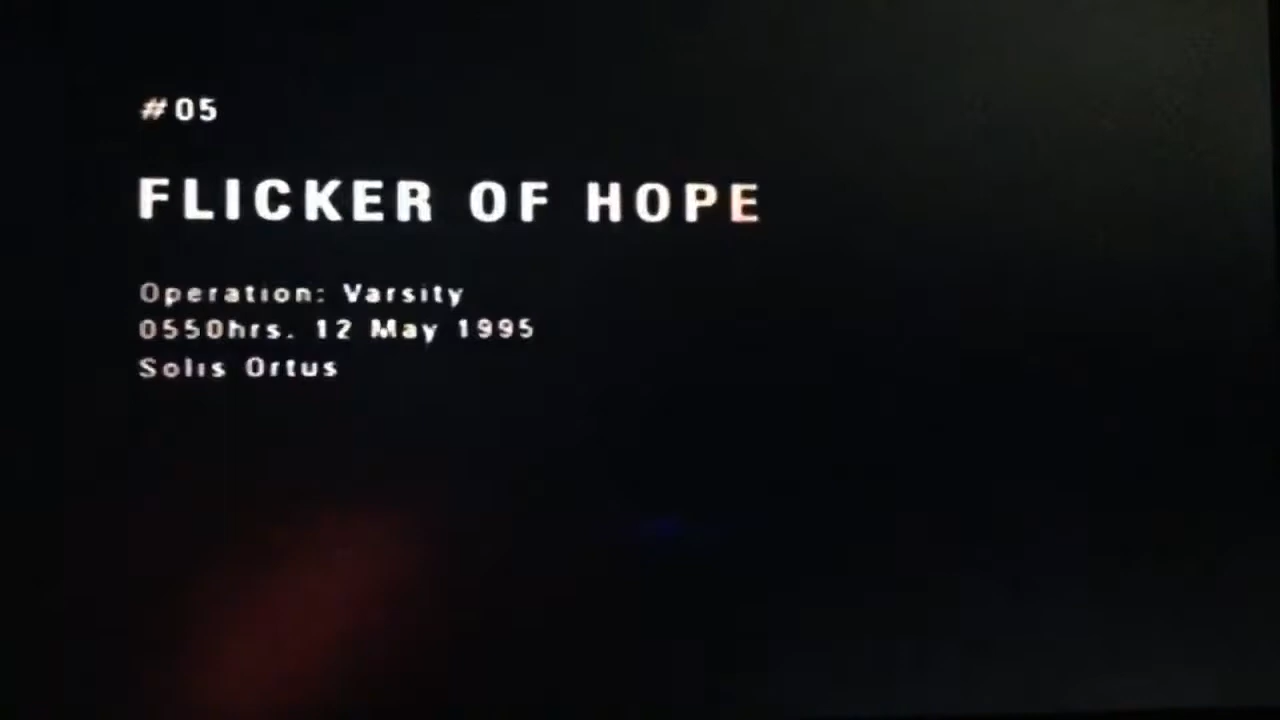 #05
FLICKER OF HOPE
Operation: Varsity
0550hrs. 12 May 1995
Solis Ortus